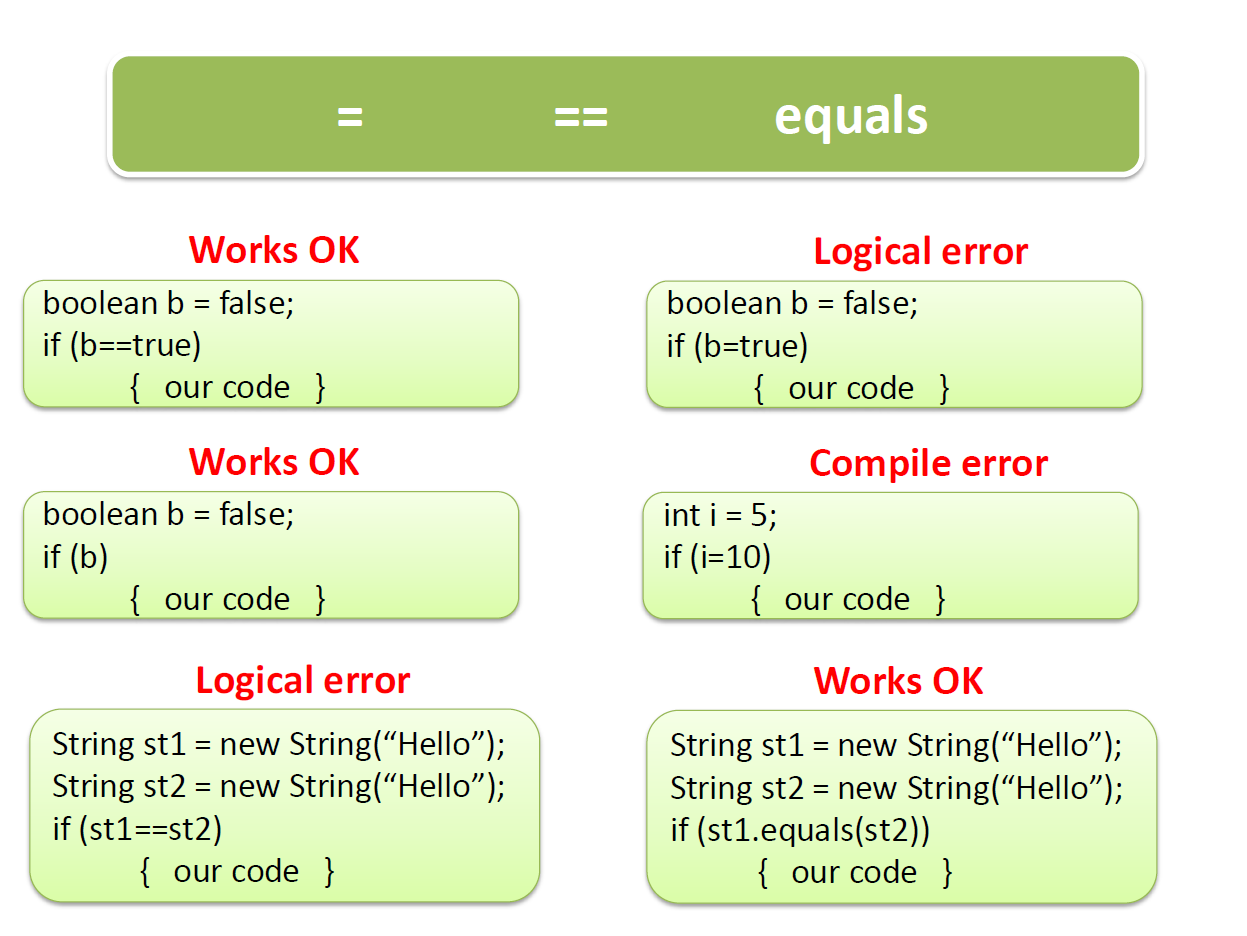 = == equals
Works OK
boolean b = false;
if (b==true)
{ our code }
Logical error
boolean b = false;
if (b=true)
{ our code }
Works OK
boolean b = false;
if (b)
{ our code }
Compile error
int i = 5;
if (i=10)
{ our code }
Logical error
String st1 = new String(“Hello”);
String st2 = new String(“Hello”);
if (st1==st2)
{ our code }
Works OK
String st1 = new String(“Hello”);
String st2 = new String(“Hello”);
if (st1.equals(st2))
{ our code }